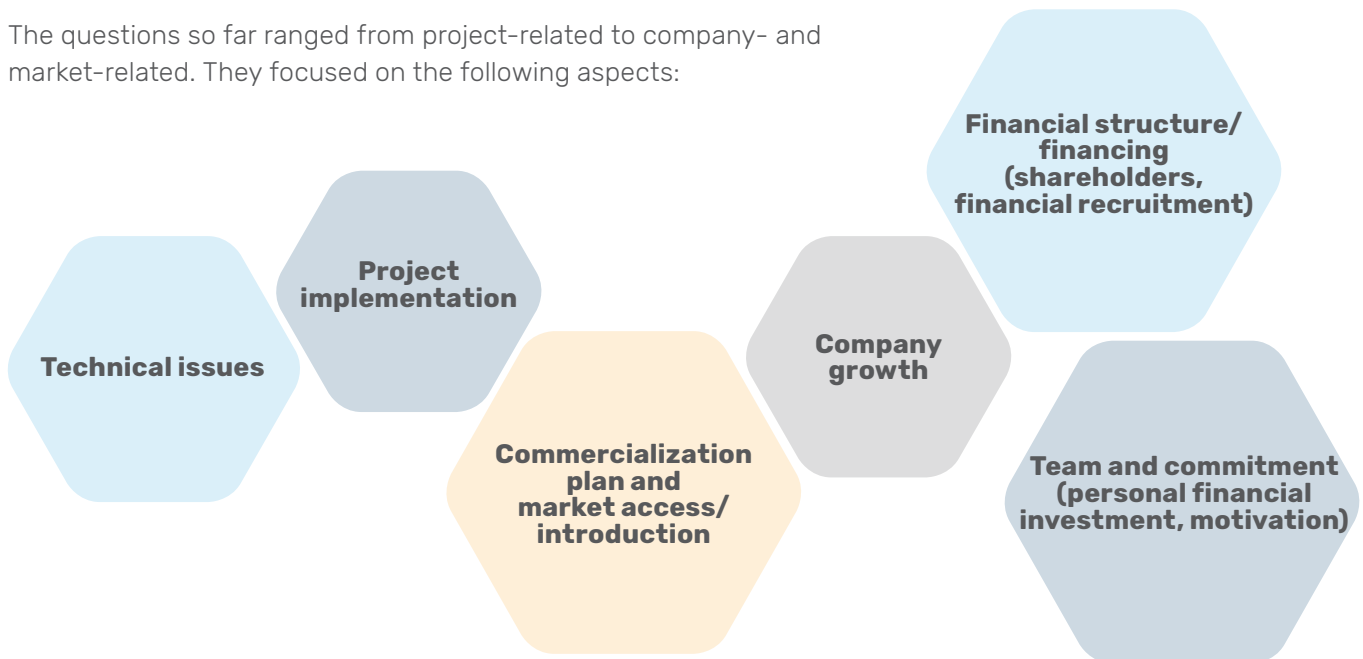 The questions so far ranged from project-related to company- and
market-related. They focused on the following aspects:
Technical issues
Project
implementation
Commercialization
plan and
market access/
introduction
Company
growth
Financial structure/
financing
(shareholders,
financial recruitment)
Team and commitment
(personal financial
investment, motivation)